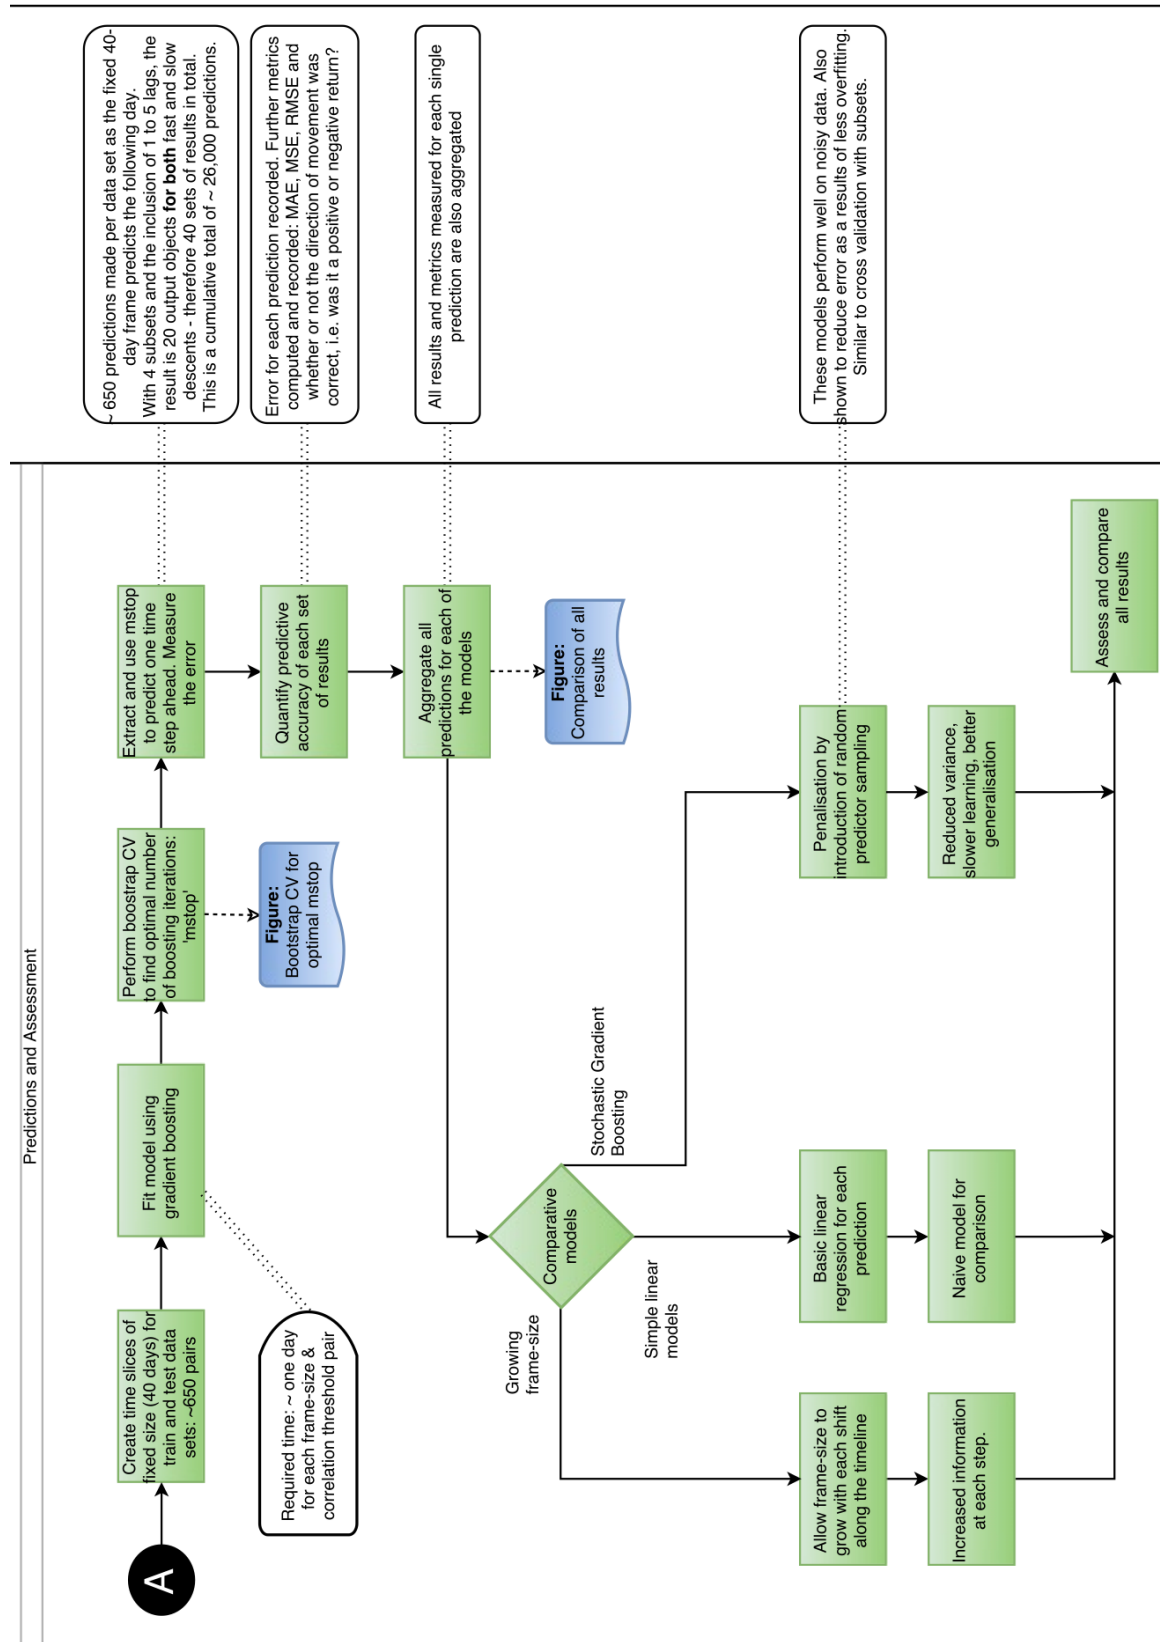 Predictions and Assessment
A
Create time slices of
fixed size (40 days) for
train and test data
sets: ~650 pairs
Fit model using
gradient boosting
Perform boostrap CV
to find optimal number
of boosting iterations:
'mstop'
Extract and use mstop
to predict one time
step ahead. Measure
the error
~ 650 predictions made per data set as the fixed 40-
day frame predicts the following day.
With 4 subsets and the inclusion of 1 to 5 lags, the
result is 20 output objects for both fast and slow
descents - therefore 40 sets of results in total.
This is a cumulative total of ~ 26,000 predictions.
Required time: ~ one day
for each frame-size &
correlation threshold pair
Figure:
Bootstrap CV for
optimal mstop
Quantify predictive
accuracy of each set
of results
Error for each prediction recorded. Further metrics
computed and recorded: MAE, MSE, RMSE and
whether or not the direction of movement was
correct, i.e. was it a positive or negative return?
Aggregate all
predictions for each of
the models
All results and metrics measured for each single
prediction are also aggregated
Figure:
Comparison of all
results
Comparative
models
Growing
frame-size
Simple linear
models
Stochastic Gradient
Boosting
Allow frame-size to
grow with each shift
along the timeline
Basic linear
regression for each
prediction
Penalisation by
introduction of random
predictor sampling
These models perform well on noisy data. Also
shown to reduce error as a results of less overfitting.
Similar to cross validation with subsets.
Increased information
at each step.
Naive model for
comparison
Reduced variance,
slower learning, better
generalisation
Assess and compare
all results